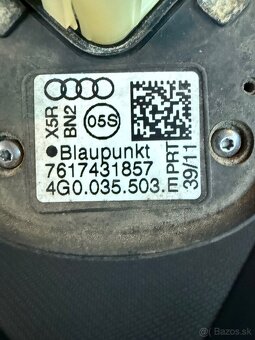 X5R
BN2
05S
Blaupunkt
7617431857
4G0.035.503.E
PRT
39/11
bazos.sk